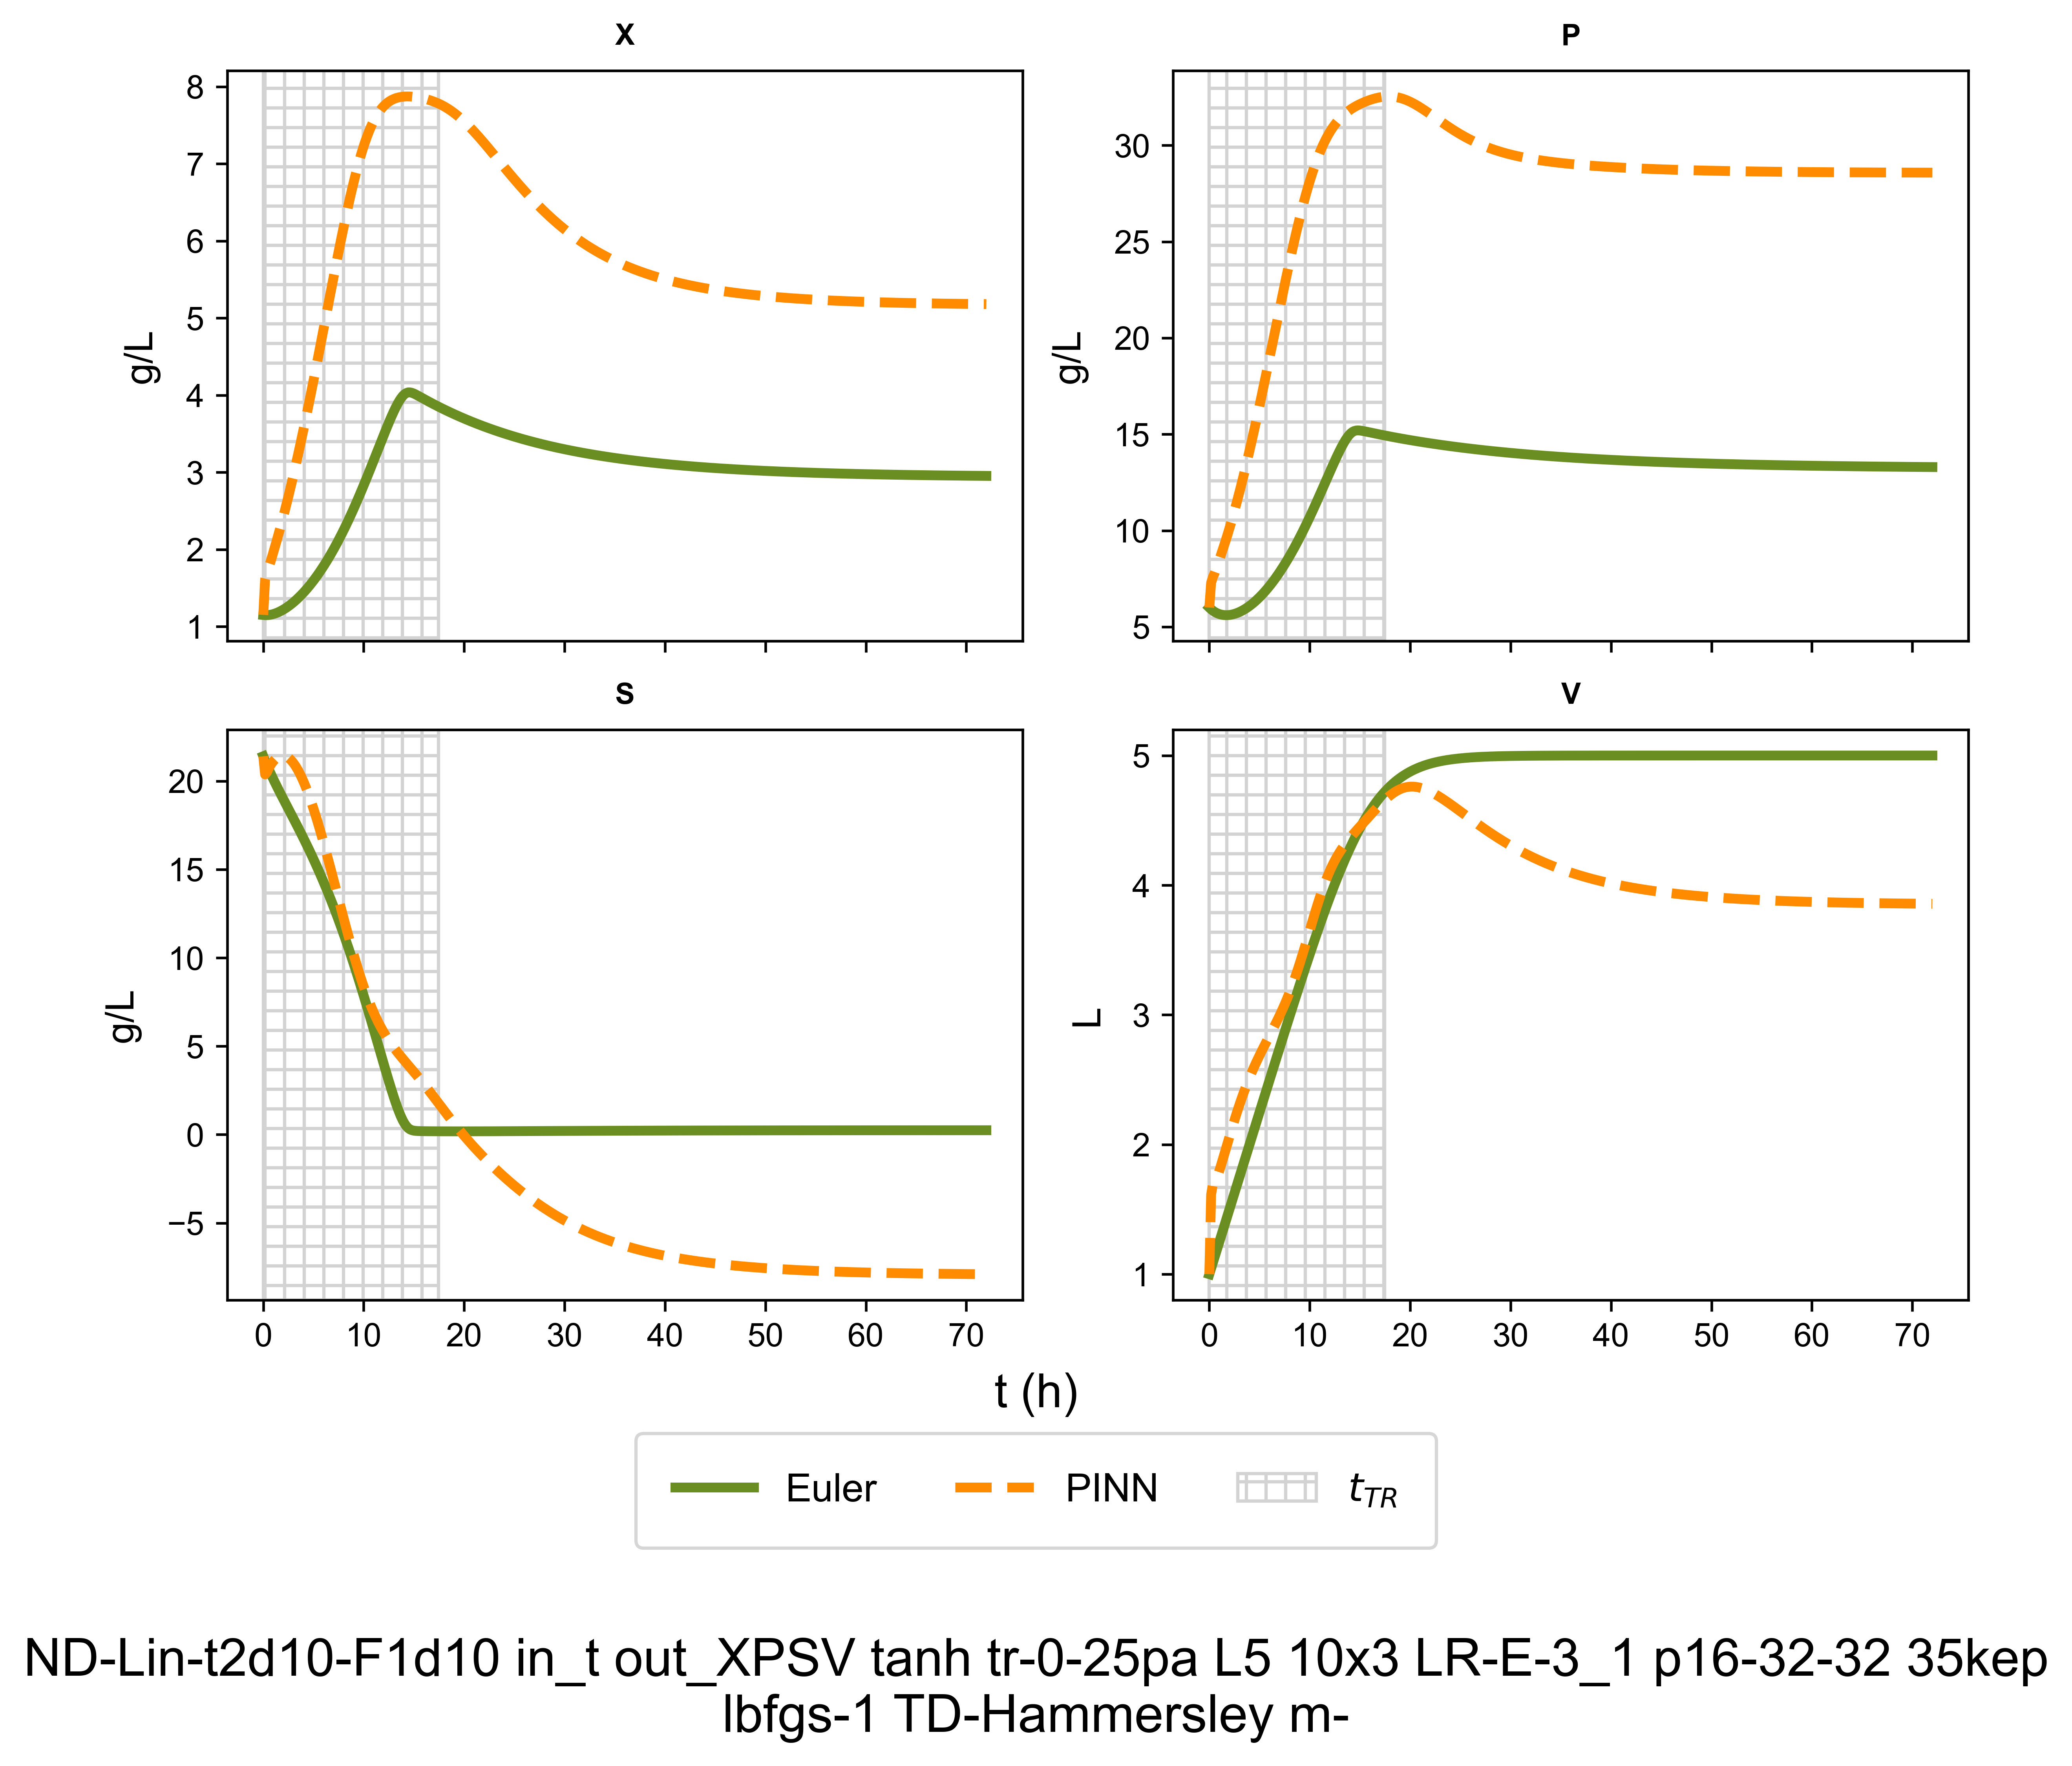 X
P
8
7
6
5
4
3
2
1
g/L
30
25
20
15
10
5
g/L
S
V
20
15
10
5
0
−5
g/L
0 10 20 30 40 50 60 70
5
4
3
2
1
L
0 10 20 30 40 50 60 70
t (h)
Euler PINN t_TR
ND-Lin-t2d10-F1d10 in_t out_XPSV tanh tr-0-25pa L5 10x3 LR-E-3_1 p16-32-32 35kep
lbfgs-1 TD-Hammersley m-